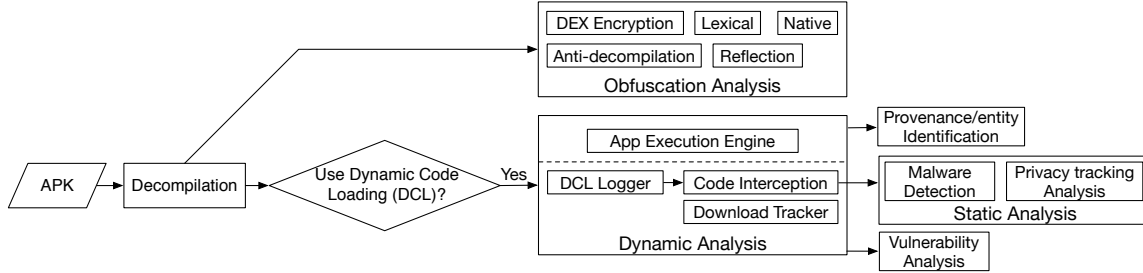 DEX Encryption
Lexical
Native
Anti-decompilation
Reflection
Obfuscation Analysis
APK
Decompilation
Use Dynamic Code
Loading (DCL)?
Yes
App Execution Engine
DCL Logger
Code Interception
Download Tracker
Dynamic Analysis
Provenance/entity
Identification
Malware
Detection
Privacy tracking
Analysis
Static Analysis
Vulnerability
Analysis